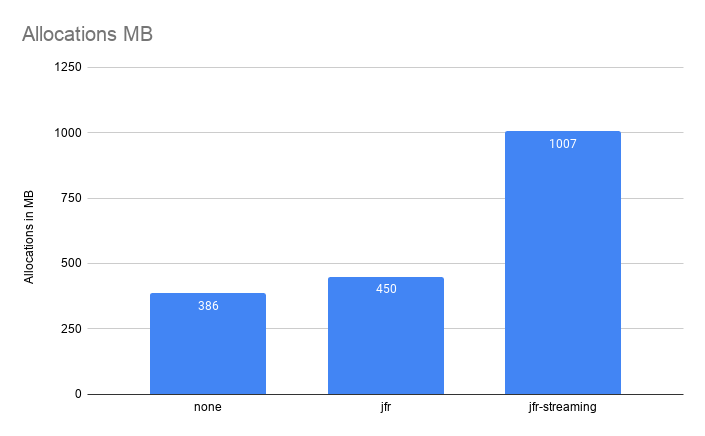 Allocations MB
1250
1000
750
500
250
0
Allocations in MB
386
450
1007
none
jfr
jfr-streaming